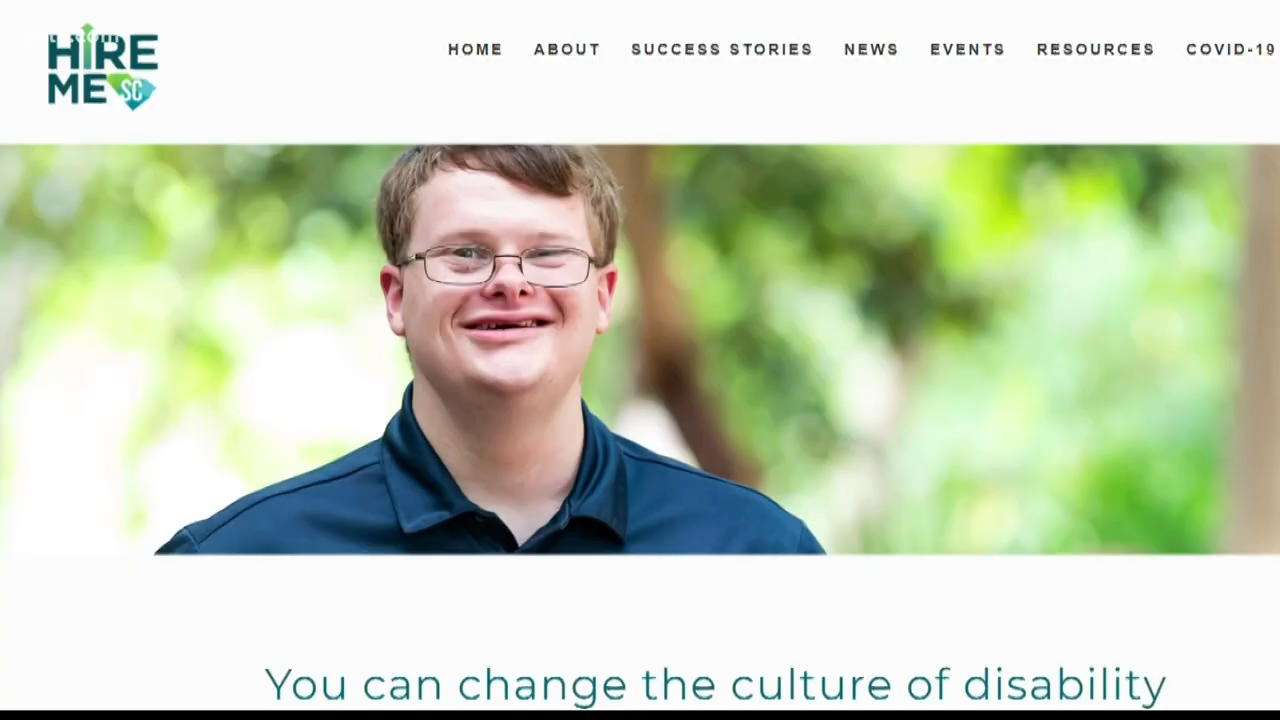 HIRE
ME SC
HOME ABOUT SUCCESS STORIES NEWS EVENTS RESOURCES COVID-19
You can change the culture of disability